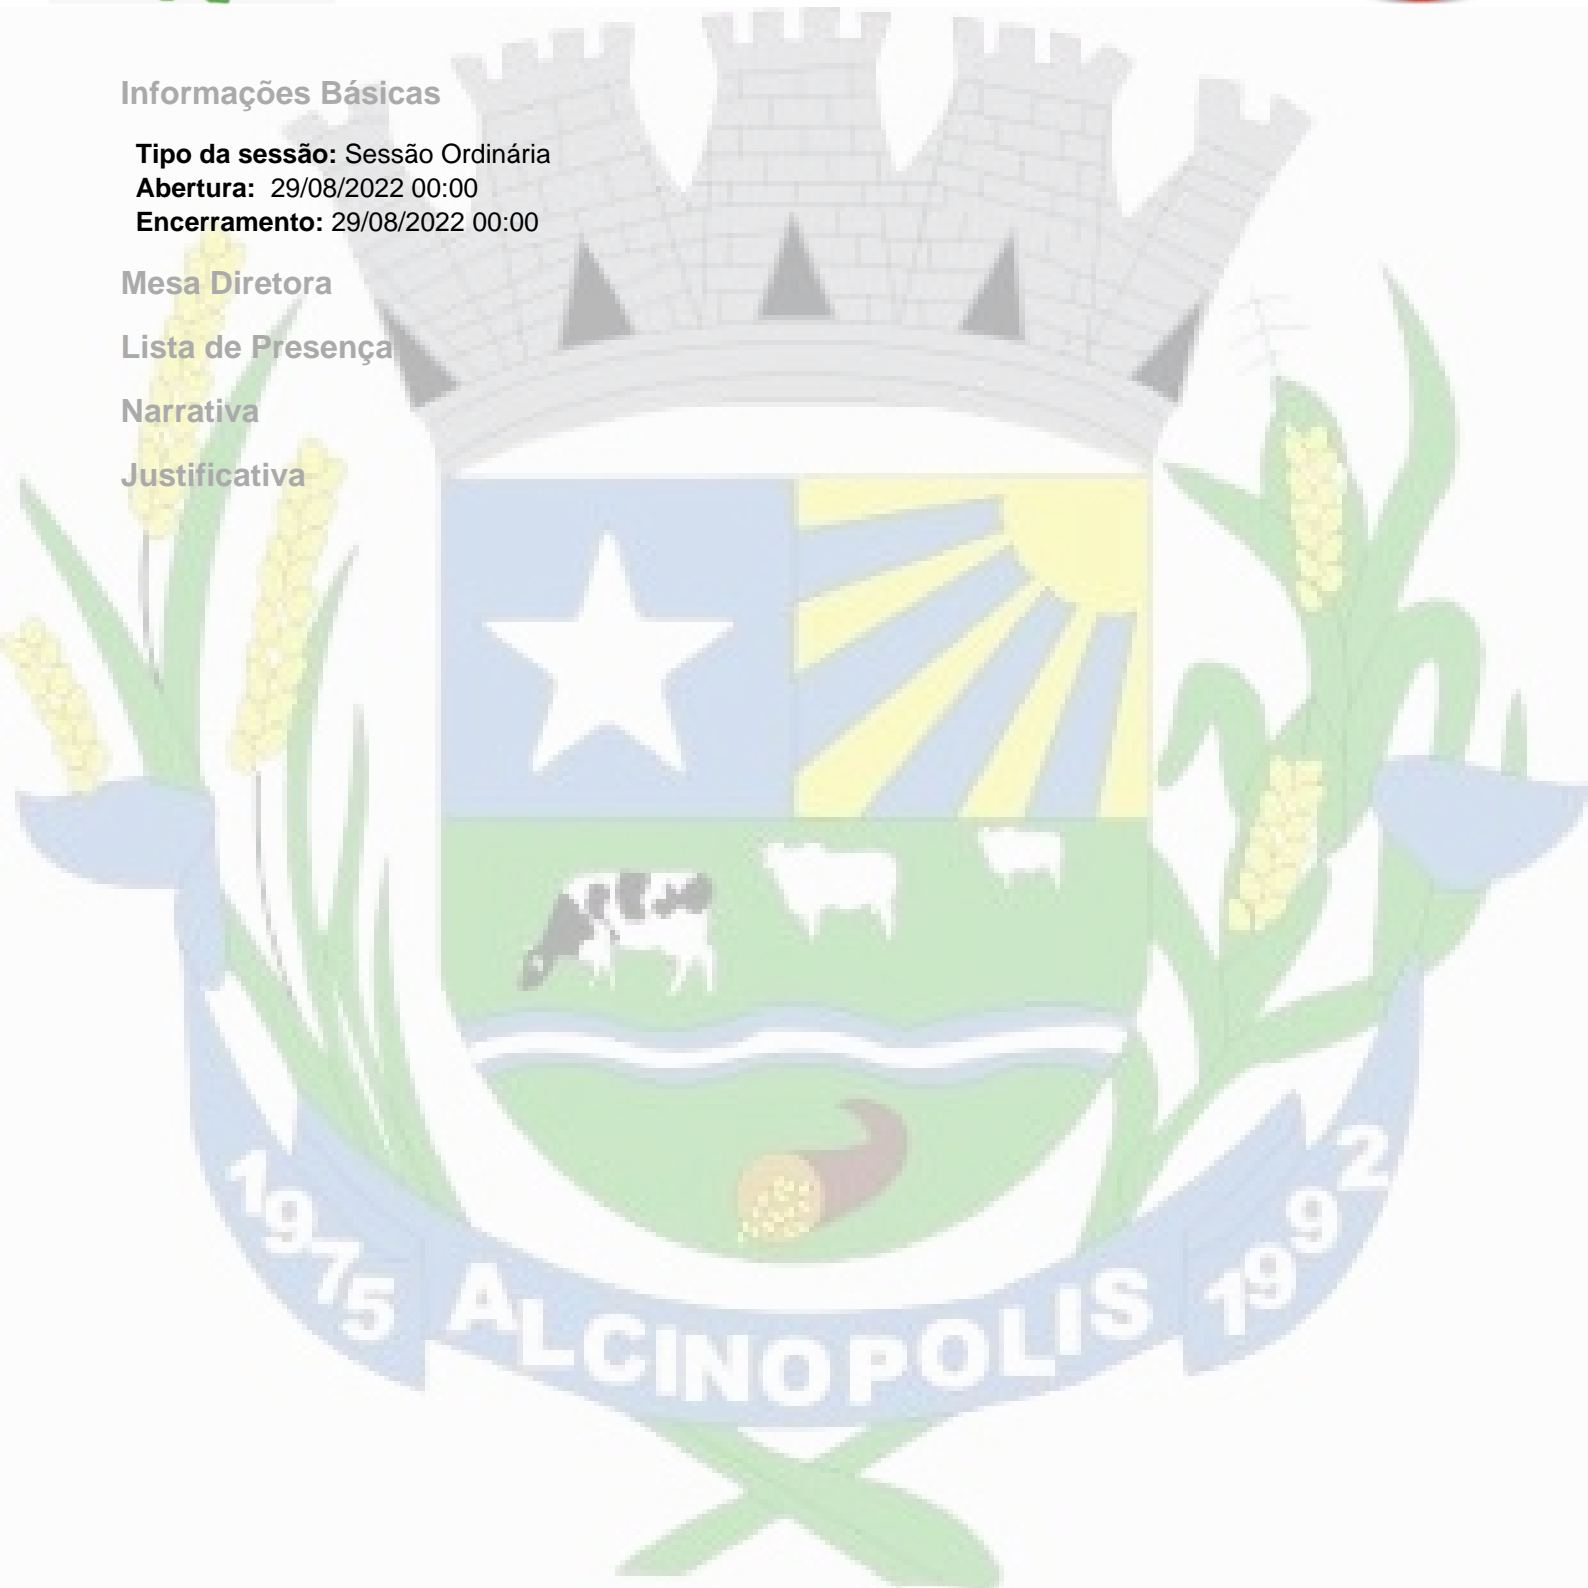 Informações Básicas
Tipo da sessão: Sessão Ordinária
Abertura: 29/08/2022 00:00
Encerramento: 29/08/2022 00:00
Mesa Diretora
Lista de Presença
Narrativa
Justificativa
1975 ALCINOPOLIS 1992